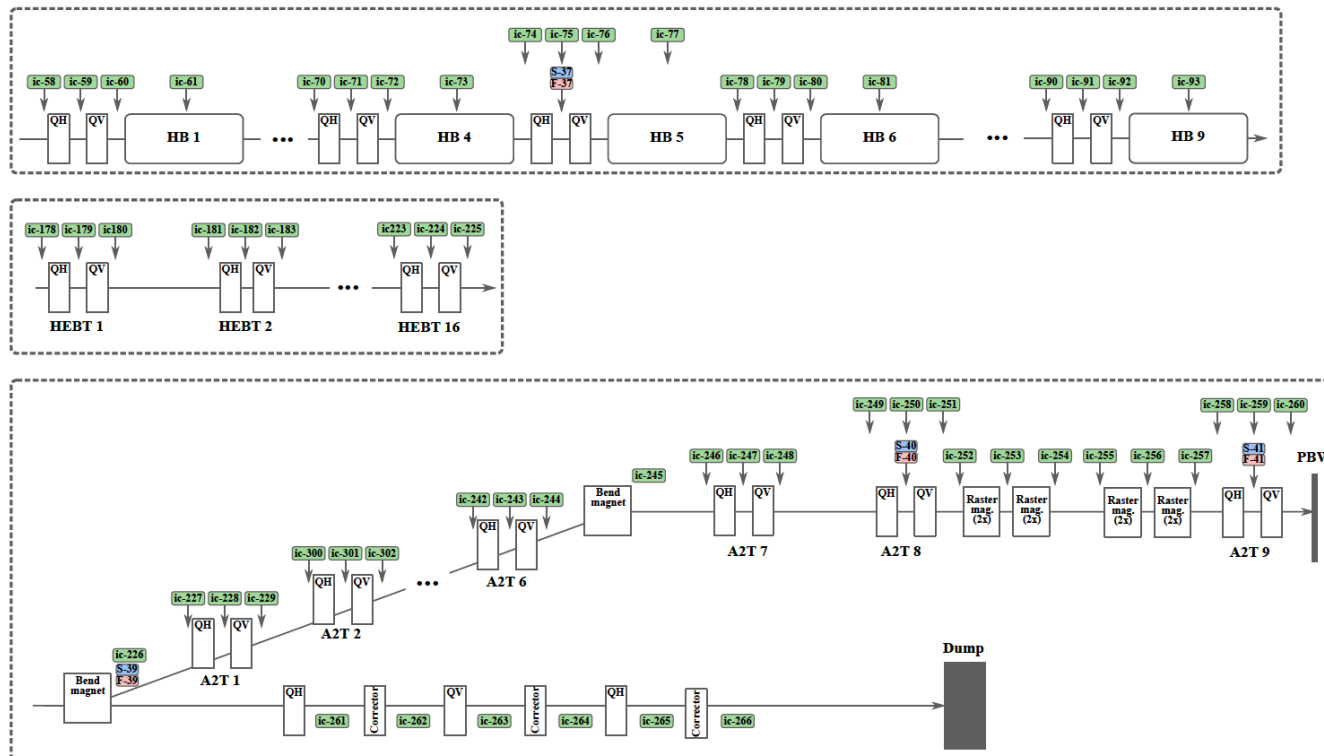 ic-74 ic-75 ic-76 ic-77
ic-58 ic-59 ic-60 ic-61 ic-70 ic-71 ic-72 ic-73 S-37 ic-78 ic-79 ic-80 ic-81 ic-90 ic-91 ic-92 ic-93
F-37
QH QV HB 1 ... QH QV HB 4 QH QV HB 5 QH QV HB 6 ... QH QV HB 9
ic-178 ic-179 ic180 ic-181 ic-182 ic-183 ic223 ic-224 ic-225
QH QV QH QV ... QH QV
HEBT 1 HEBT 2 HEBT 16
ic-249 ic-250 ic-251 ic-258 ic-259 ic-260
ic-246 ic-247 ic-248 S-40 ic-252 ic-253 ic-254 ic-255 ic-256 ic-257 S-41 PBW
F-40 F-41
ic-245
Bend
magnet
QH QV QH QV Raster
mag.
(2x) Raster
mag.
(2x) Raster
mag.
(2x) Raster
mag.
(2x) QH QV
A2T 7 A2T 8 A2T 9
ic-242 ic-243 ic-244
QH QV
A2T 6
ic-300 ic-301 ic-302
QH QV ...
A2T 2
ic-227 ic-228 ic-229
QH QV
A2T 1
ic-226
S-39
F-39
Bend
magnet
Dump
QH ic-261 Corrector ic-262 QV ic-263 Corrector ic-264 QH ic-265 Corrector ic-266